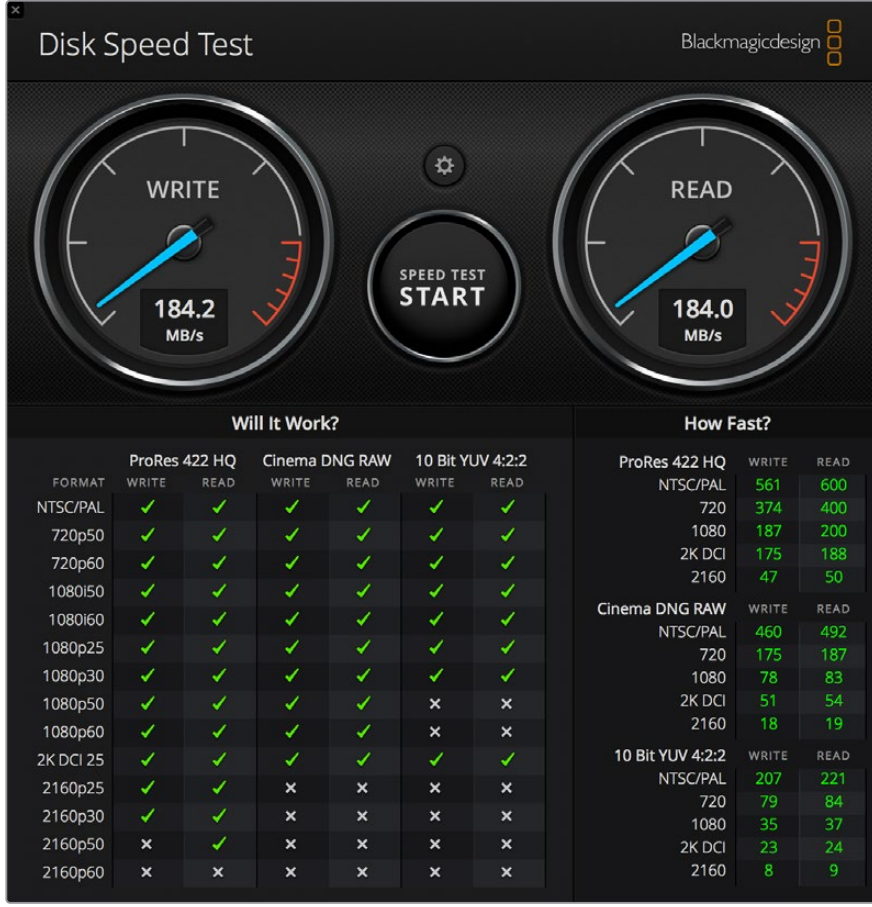 Disk Speed Test
Blackmagicdesign
WRITE
184.2
MB/s
SPEED TEST
START
READ
184.0
MB/s
Will It Work?
ProRes 422 HQ Cinema DNG RAW 10 Bit YUV 4:2:2
FORMAT WRITE READ WRITE READ WRITE READ
NTSC/PAL ✓ ✓ ✓ ✓ ✓ ✓
720p50 ✓ ✓ ✓ ✓ ✓ ✓
720p60 ✓ ✓ ✓ ✓ ✓ ✓
1080i50 ✓ ✓ ✓ ✓ ✓ ✓
1080i60 ✓ ✓ ✓ ✓ ✓ ✓
1080p25 ✓ ✓ ✓ ✓ ✓ ✓
1080p30 ✓ ✓ ✓ ✓ ✓ ✓
1080p50 ✓ ✓ ✓ ✓ × ×
1080p60 ✓ ✓ ✓ ✓ × ×
2K DCI 25 ✓ ✓ ✓ ✓ ✓ ✓
2160p25 ✓ ✓ × × × ×
2160p30 ✓ ✓ × × × ×
2160p50 × ✓ × × × ×
2160p60 × × × × × ×
How Fast?
ProRes 422 HQ WRITE READ
NTSC/PAL 561 600
720 374 400
1080 187 200
2K DCI 175 188
2160 47 50
Cinema DNG RAW WRITE READ
NTSC/PAL 460 492
720 175 187
1080 78 83
2K DCI 51 54
2160 18 19
10 Bit YUV 4:2:2 WRITE READ
NTSC/PAL 207 221
720 79 84
1080 35 37
2K DCI 23 24
2160 8 9